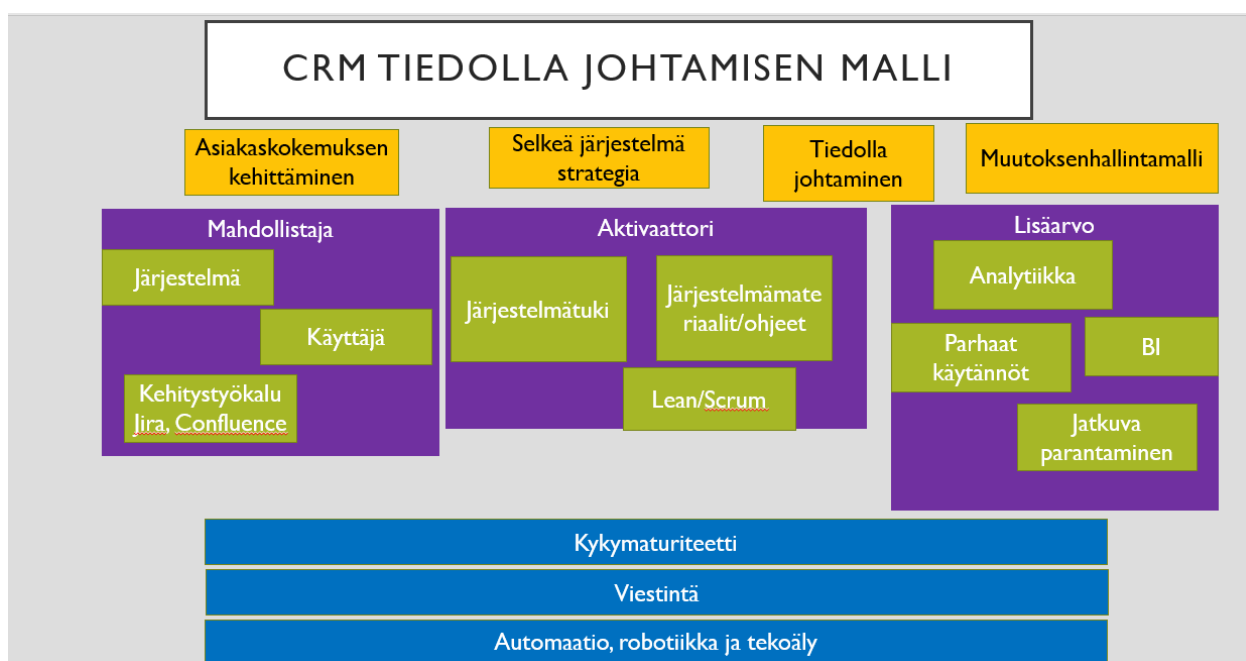 CRM TIEDOLLA JOHTAMISEN MALLI
Asiakaskokemuksen
kehittäminen
Selkeä järjestelmä
strategia
Tiedolla
johtaminen
Muutoksenhallintamalli
Mahdollistaja
Järjestelmä
Käyttäjä
Kehitystyökalu
Jira, Confluence
Aktivaattori
Järjestelmätuki
Järjestelmämate
riaalit/ohjeet
Lean/Scrum
Lisäarvo
Analytiikka
Parhaat
käytännöt
BI
Jatkuva
parantaminen
Kykymaturiteetti
Viestintä
Automaatio, robotiikka ja tekoäly